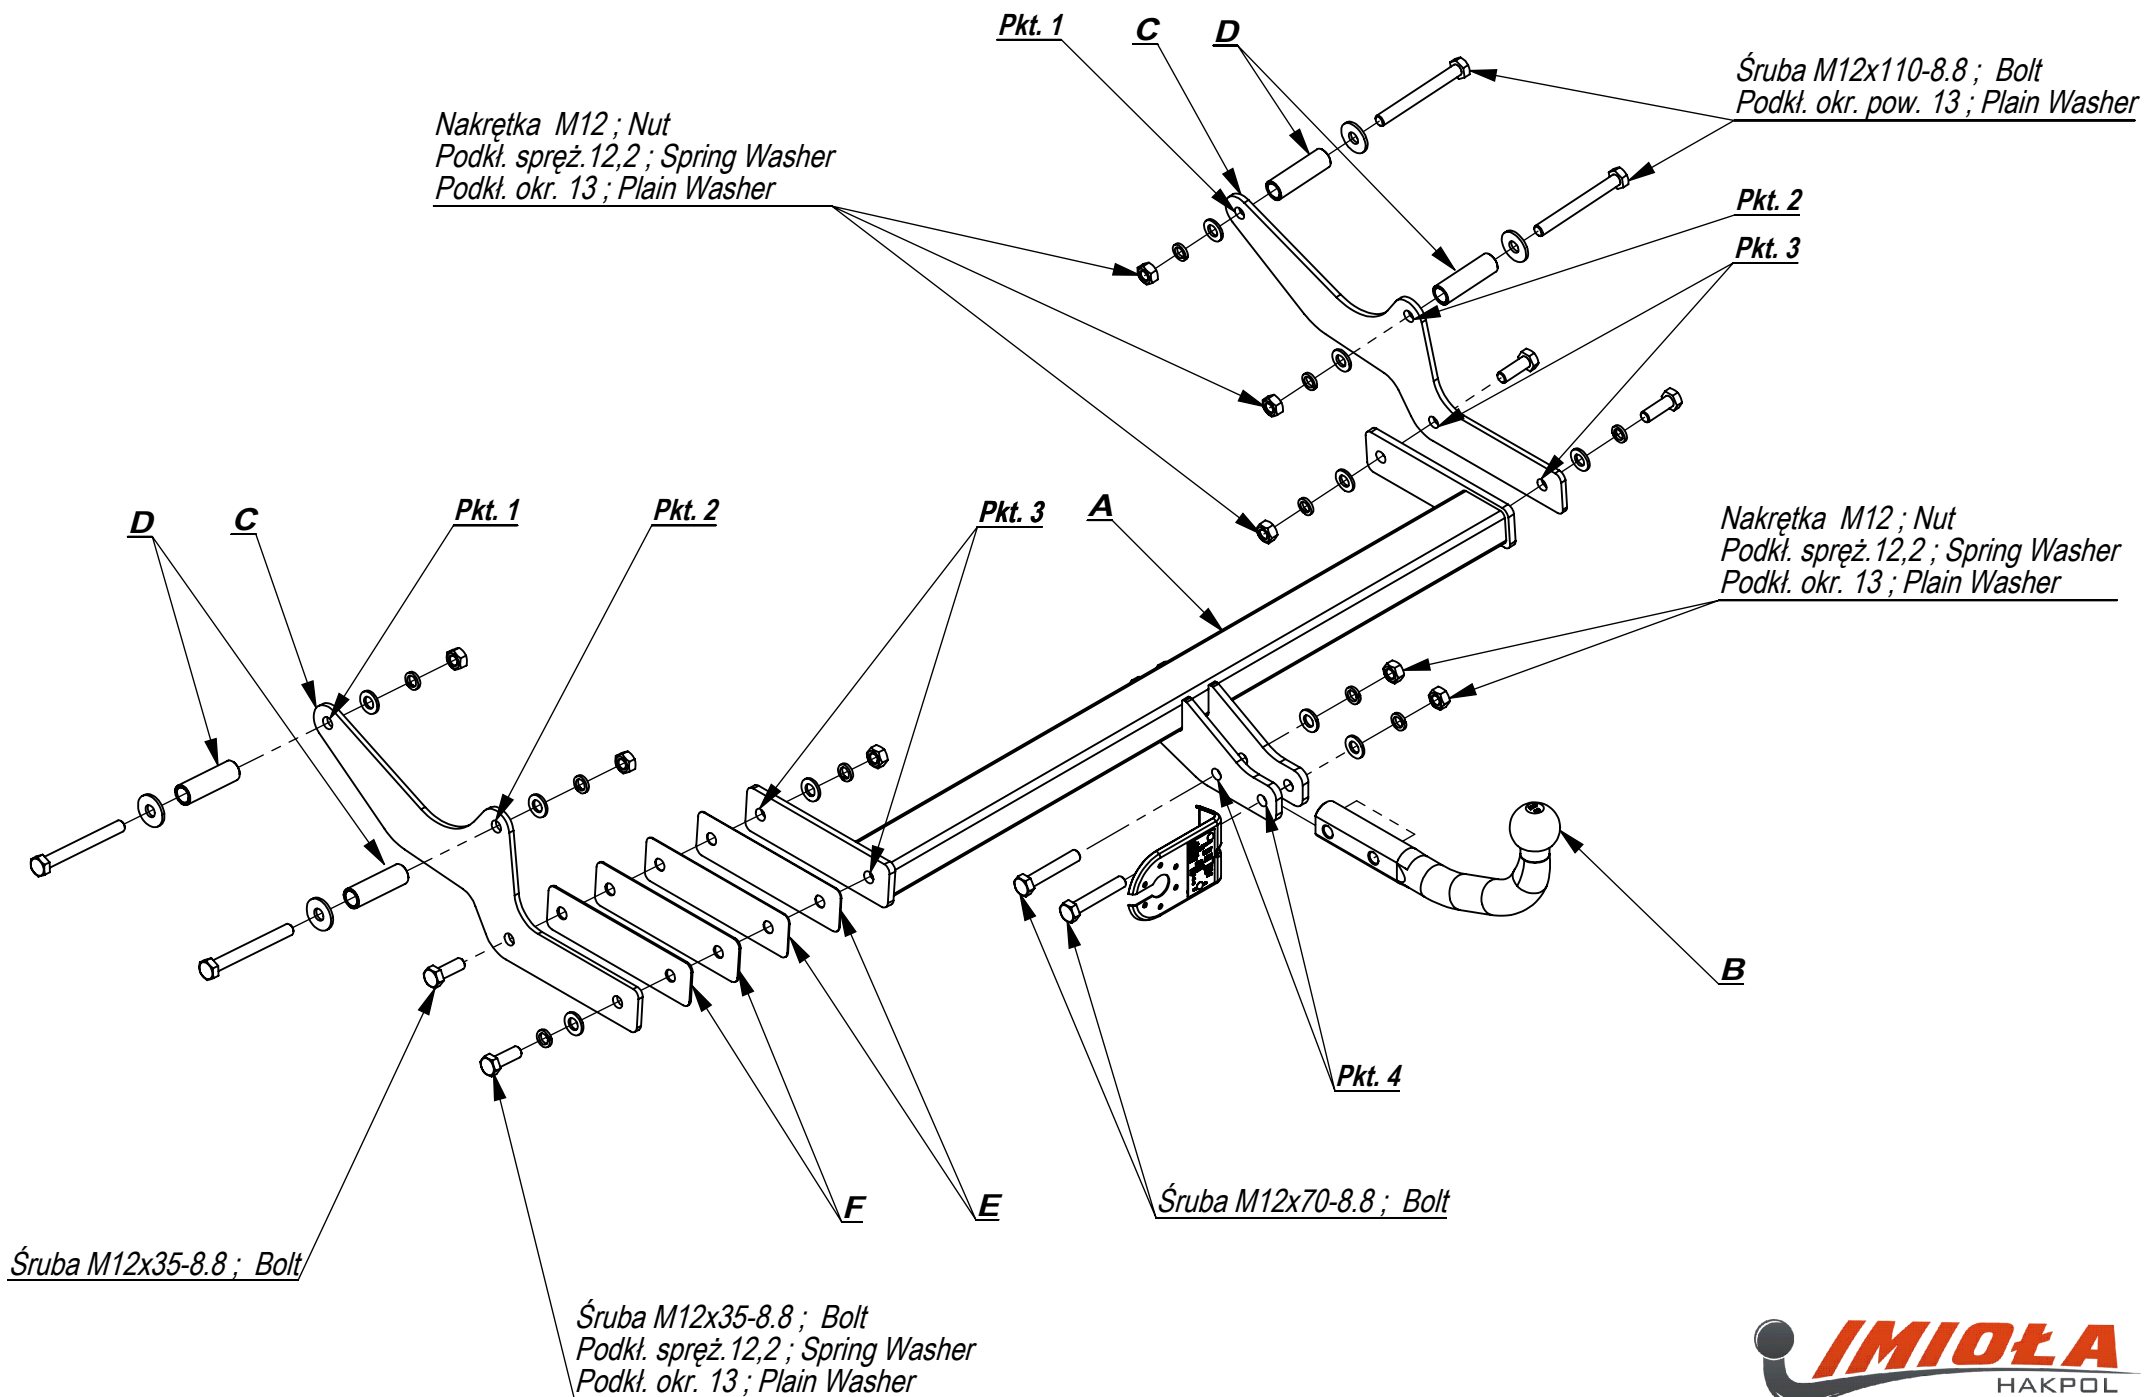 Pkt. 1
C
D
Śruba M12x110-8.8 ; Bolt
Podkł. okr. pow. 13 ; Plain Washer
Nakrętka M12 ; Nut
Podkł. spręż.12,2 ; Spring Washer
Podkł. okr. 13 ; Plain Washer
Pkt. 2
Pkt. 3
D
C
Pkt. 1
Pkt. 2
Pkt. 3
A
Nakrętka M12 ; Nut
Podkł. spręż.12,2 ; Spring Washer
Podkł. okr. 13 ; Plain Washer
B
Pkt. 4
F
E
Śruba M12x70-8.8 ; Bolt
Śruba M12x35-8.8 ; Bolt
Śruba M12x35-8.8 ; Bolt
Podkł. spręż.12,2 ; Spring Washer
Podkł. okr. 13 ; Plain Washer
IMIOŁA
HAKPOL